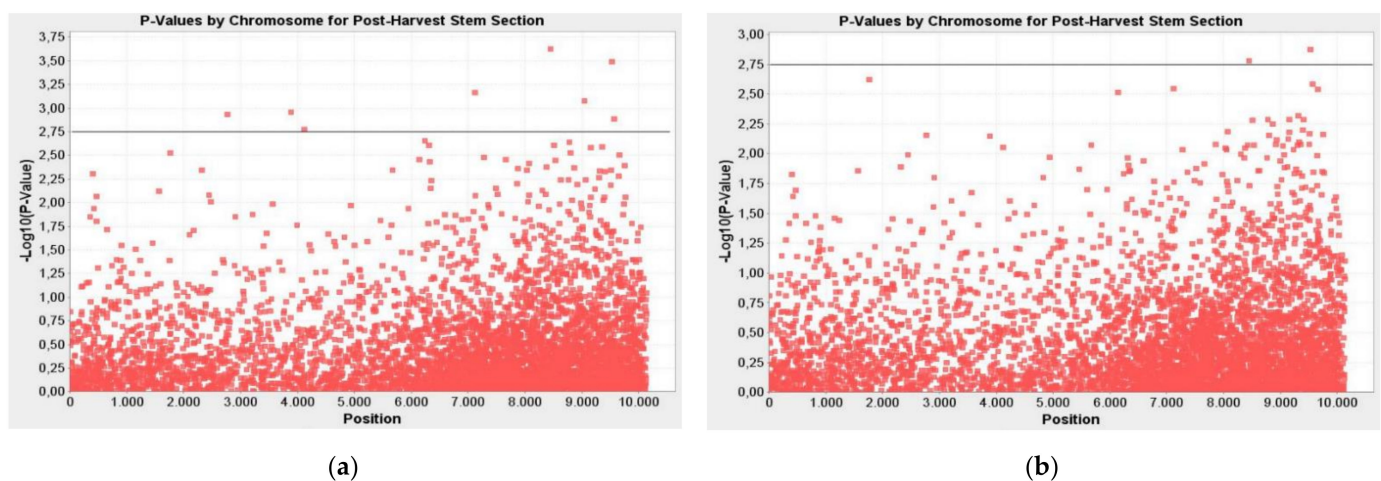 P-Values by Chromosome for Post-Harvest Stem Section
3,75
3,50
3,25
3,00
2,75
2,50
2,25
2,00
1,75
1,50
1,25
1,00
0,75
0,50
0,25
0,00
-Log10(P-Value)
0 1.000 2.000 3.000 4.000 5.000 6.000 7.000 8.000 9.000 10.000
Position
(a)
P-Values by Chromosome for Post-Harvest Stem Section
3,00
2,75
2,50
2,25
2,00
1,75
1,50
1,25
1,00
0,75
0,50
0,25
0,00
-Log10(P-Value)
0 1.000 2.000 3.000 4.000 5.000 6.000 7.000 8.000 9.000 10.000
Position
(b)